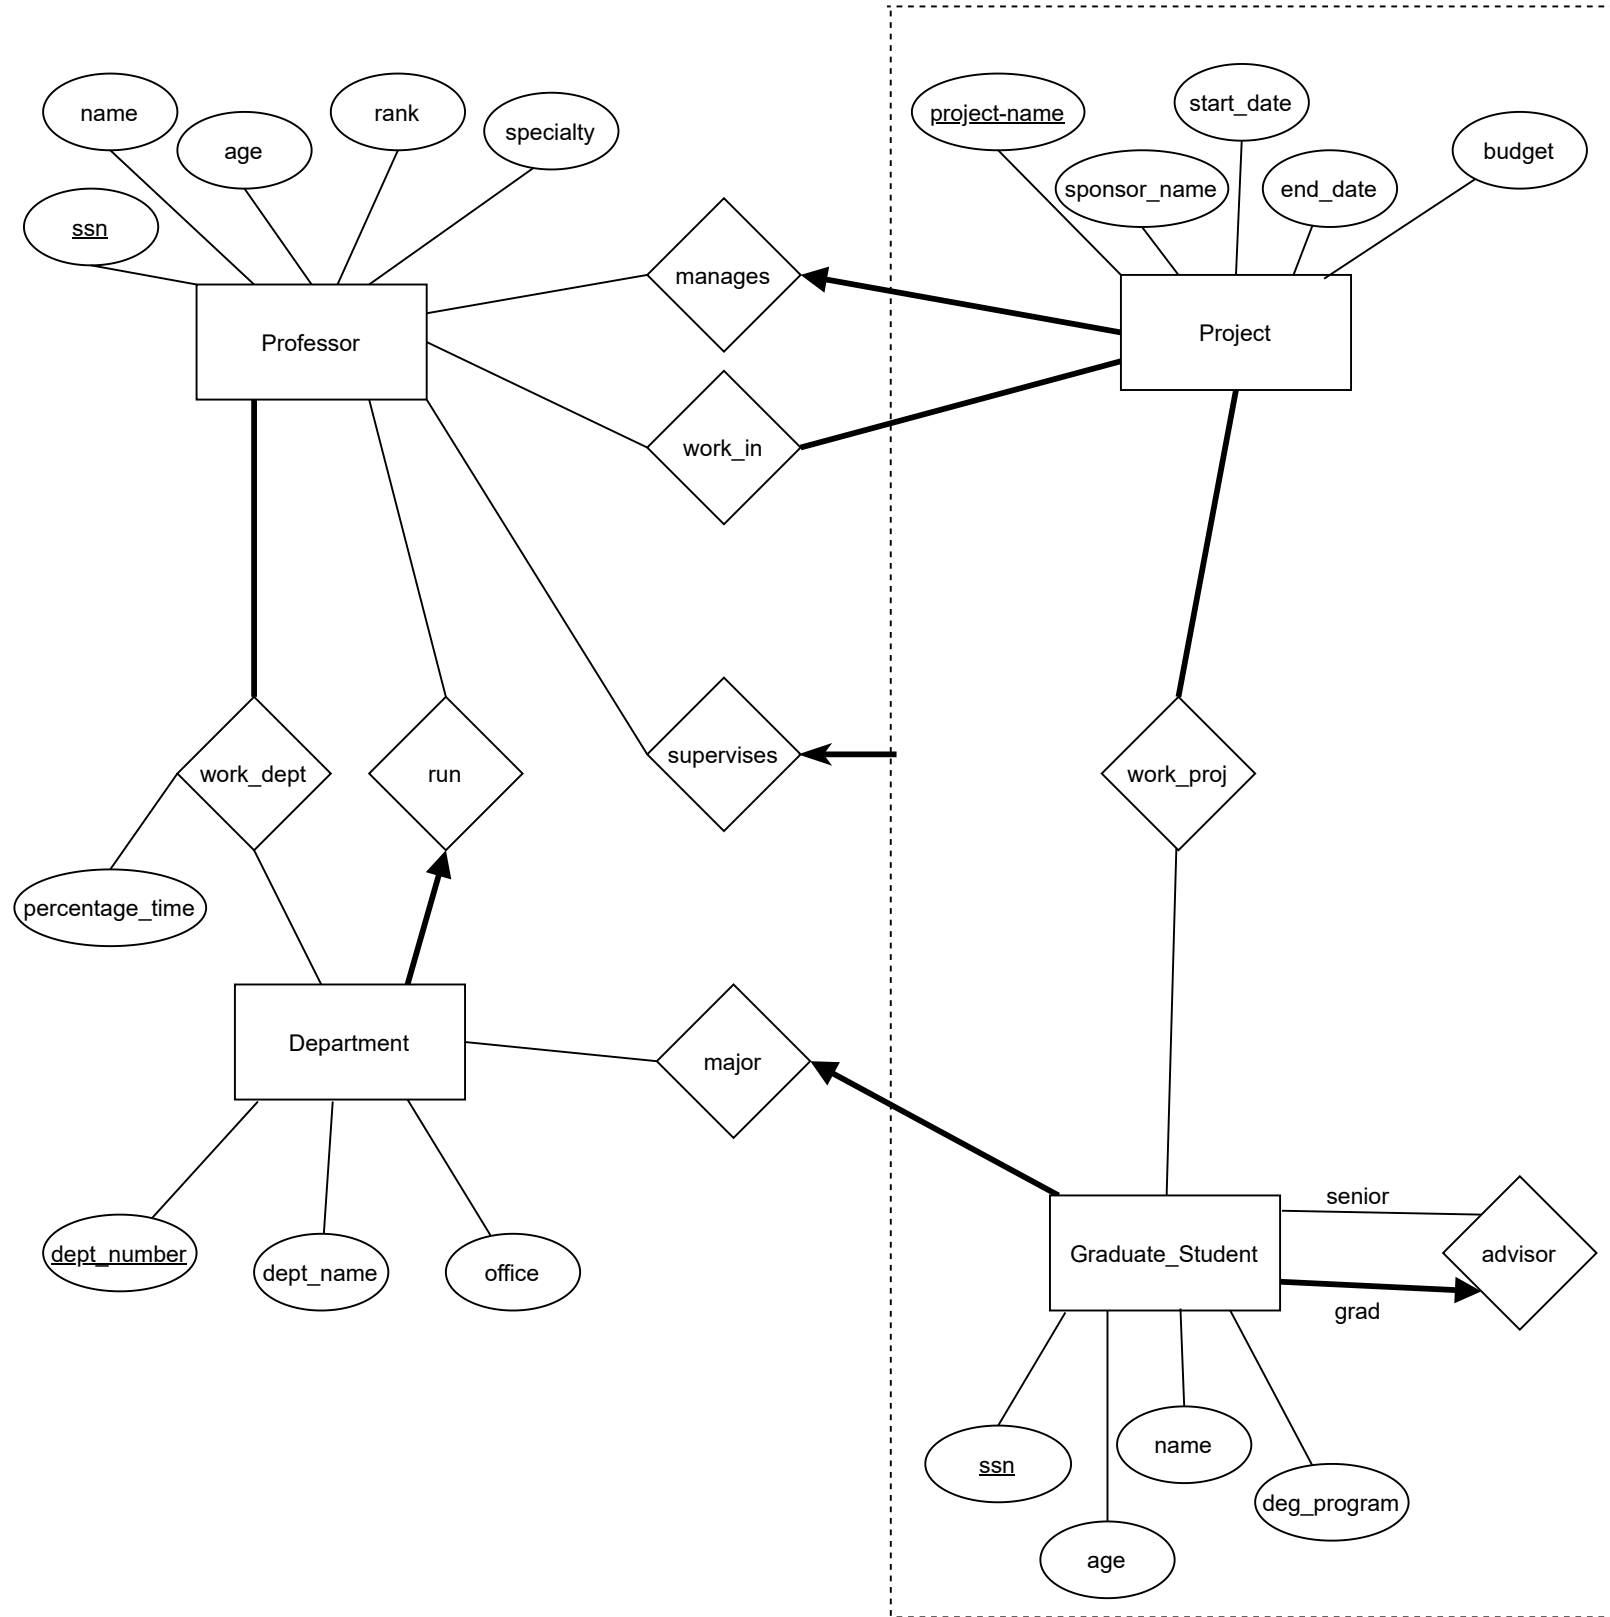 name
age
rank
specialty
ssn
project-name
start_date
sponsor_name
end_date
budget
manages
Professor
Project
work_in
work_dept
run
supervises
work_proj
percentage_time
Department
major
senior
Graduate_Student
advisor
grad
dept_number
dept_name
office
ssn
name
deg_program
age